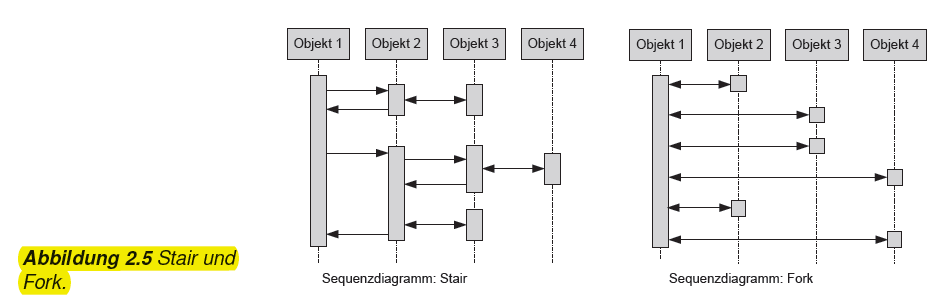 Objekt 1 Objekt 2 Objekt 3 Objekt 4
Objekt 1 Objekt 2 Objekt 3 Objekt 4
Abbildung 2.5 Stair und
Fork.
Sequenzdiagramm: Stair
Sequenzdiagramm: Fork